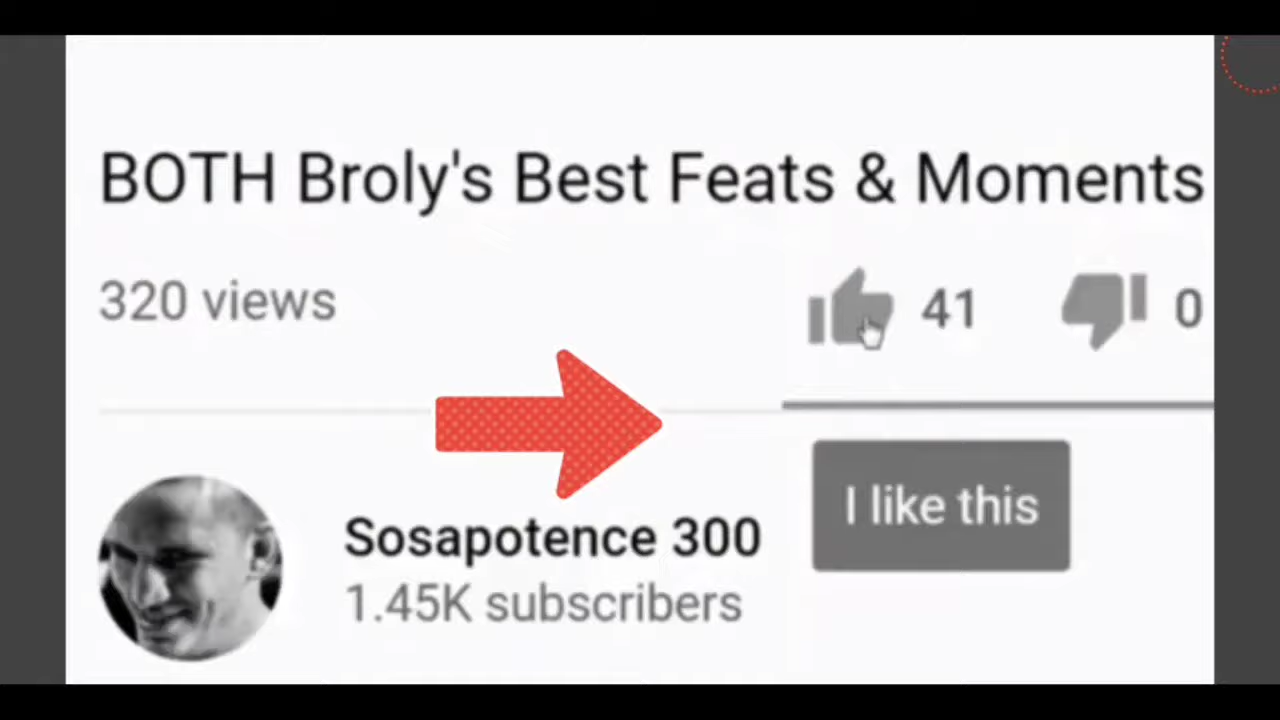 BOTH Broly's Best Feats & Moments
320 views
41
0
I like this
Sosapotence 300
1.45K subscribers